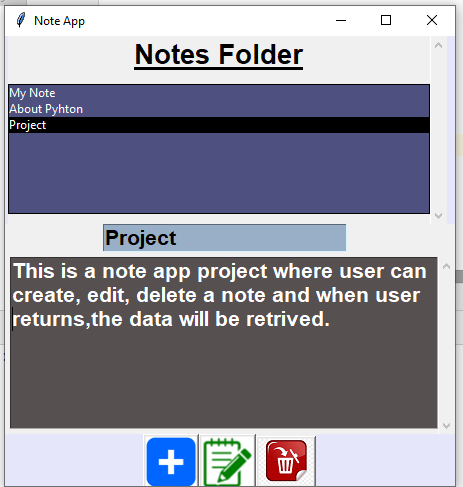 Note App
Notes Folder
My Note
About Pyhton
Project
Project
This is a note app project where user can
create, edit, delete a note and when user
returns,the data will be retrived.